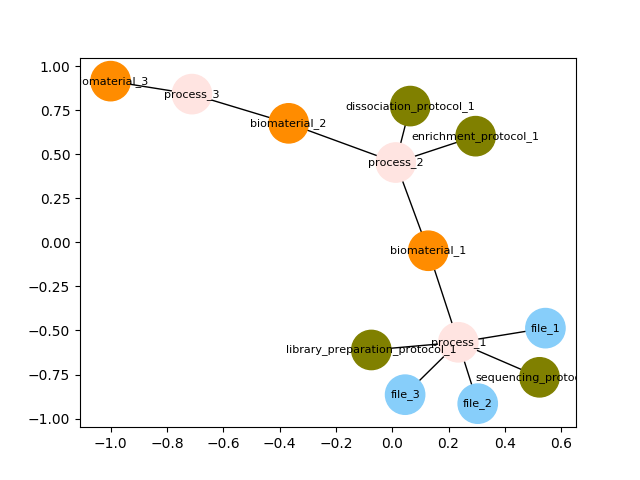 1.00
0.75
0.50
0.25
0.00
−0.25
−0.50
−0.75
−1.00
omaterial_3
process_3
biomaterial_2
dissociation_protocol_1
enrichment_protocol_1
process_2
biomaterial_1
file_1
process_1
library_preparation_protocol_1
sequencing_proto
file_3
file_2
−1.0 −0.8 −0.6 −0.4 −0.2 0.0 0.2 0.4 0.6